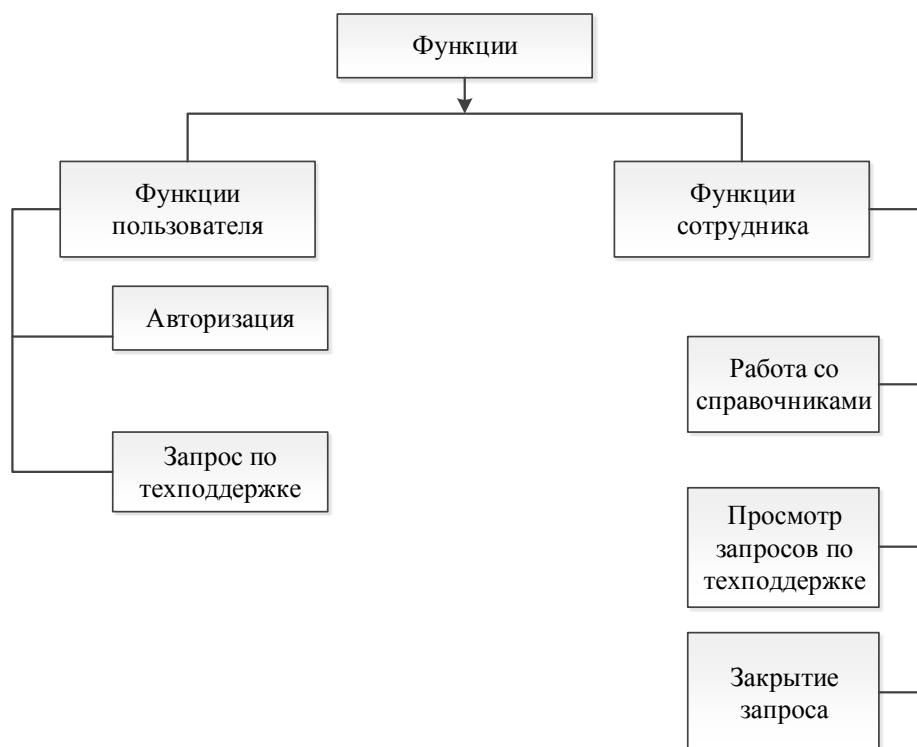 Функции
Функции
пользователя
Функции
сотрудника
Авторизация
Запрос по
техподдержке
Работа со
справочниками
Просмотр
запросов по
техподдержке
Закрытие
запроса